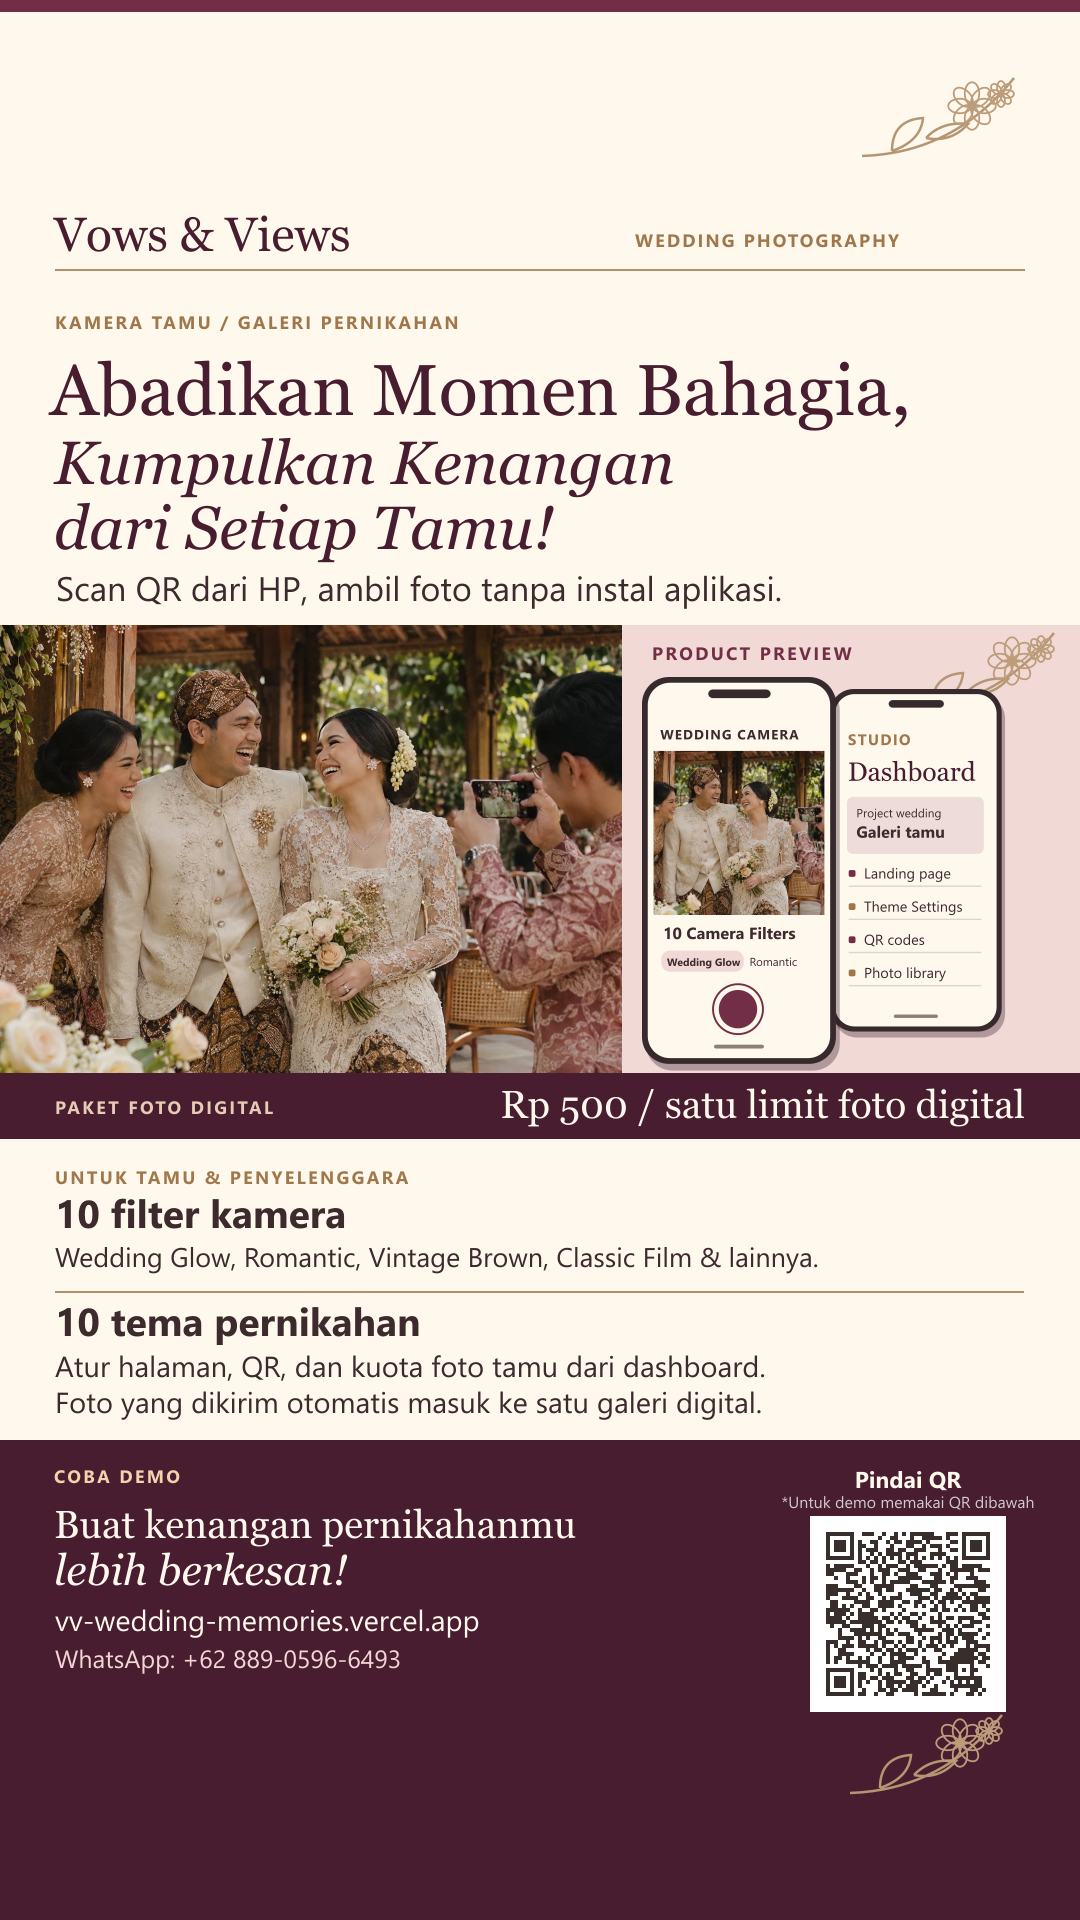 Vows & Views
WEDDING PHOTOGRAPHY
KAMERA TAMU / GALERI PERNIKAHAN
Abadikan Momen Bahagia,
Kumpulkan Kenangan
dari Setiap Tamu!
Scan QR dari HP, ambil foto tanpa instal aplikasi.
PRODUCT PREVIEW
WEDDING CAMERA
10 Camera Filters
Wedding Glow Romantic
STUDIO
Dashboard
Project wedding
Galeri tamu
Landing page
Theme Settings
QR codes
Photo library
PAKET FOTO DIGITAL
Rp 500 / satu limit foto digital
UNTUK TAMU & PENYELENGGARA
10 filter kamera
Wedding Glow, Romantic, Vintage Brown, Classic Film & lainnya.
10 tema pernikahan
Atur halaman, QR, dan kuota foto tamu dari dashboard.
Foto yang dikirim otomatis masuk ke satu galeri digital.
COBA DEMO
Buat kenangan pernikahanmu
lebih berkesan!
vv-wedding-memories.vercel.app
WhatsApp: +62 889-0596-6493
Pindai QR
*Untuk demo memakai QR dibawah